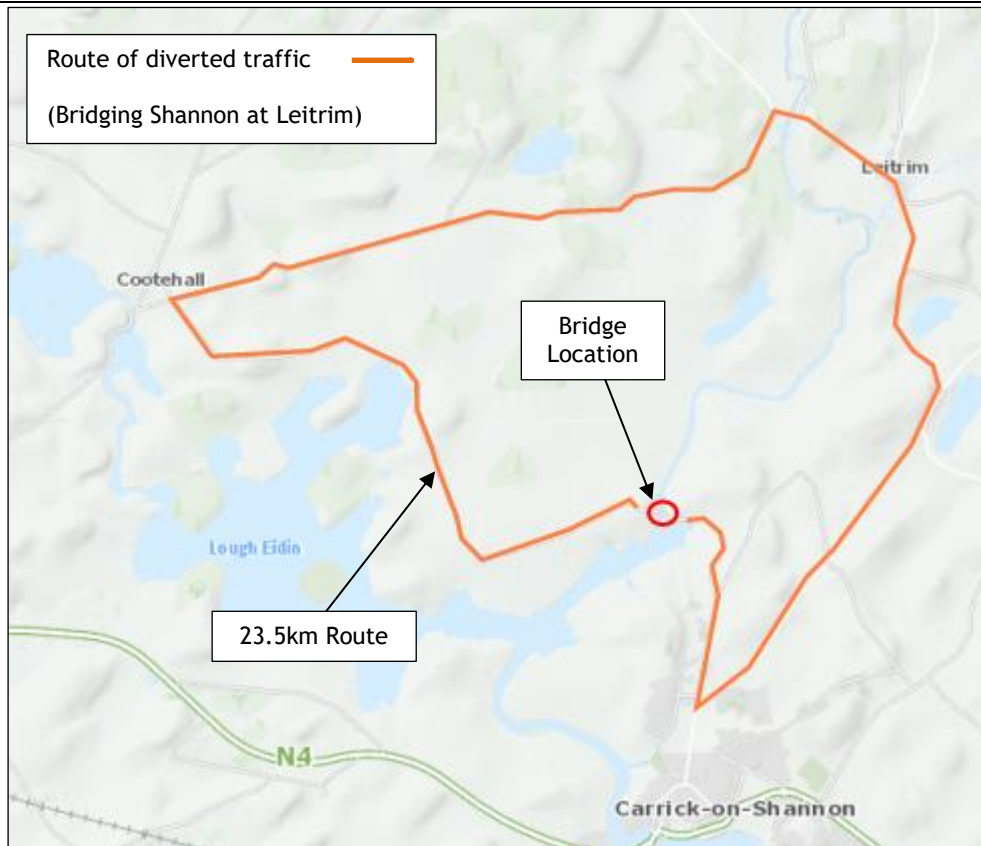 Route of diverted traffic
(Bridging Shannon at Leitrim)
Leitrim
Cootehall
Bridge
Location
Lough Eidin
23.5km Route
N4
Carrick-on-Shannon